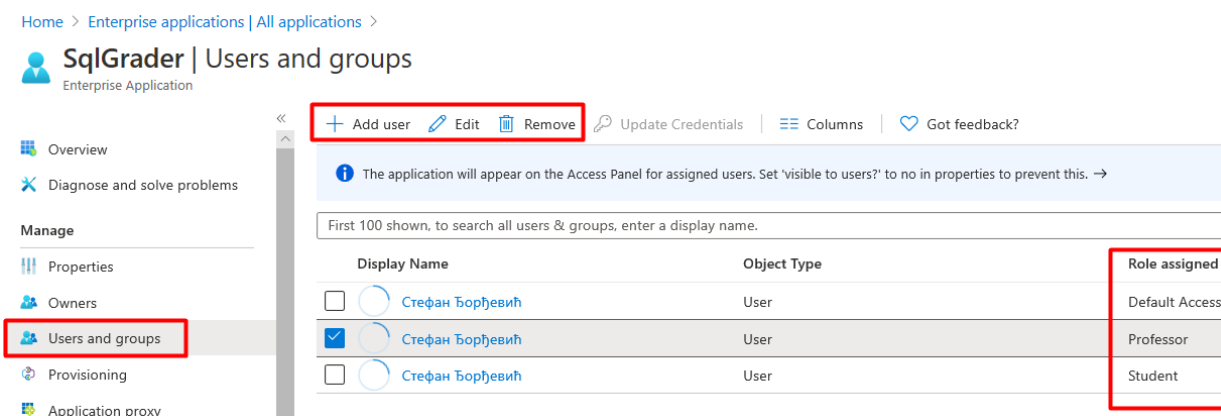 Home > Enterprise applications | All applications >
SqlGrader | Users and groups
Enterprise Application
«
Add user Edit Remove Update Credentials Columns Got feedback?
Overview
Diagnose and solve problems
Manage
Properties
Owners
Users and groups
Provisioning
Application proxy
The application will appear on the Access Panel for assigned users. Set 'visible to users?' to no in properties to prevent this. →
First 100 shown, to search all users & groups, enter a display name.
Display Name Object Type Role assigned
Стефан Ђорђевић User Default Access
Стефан Ђорђевић User Professor
Стефан Ђорђевић User Student